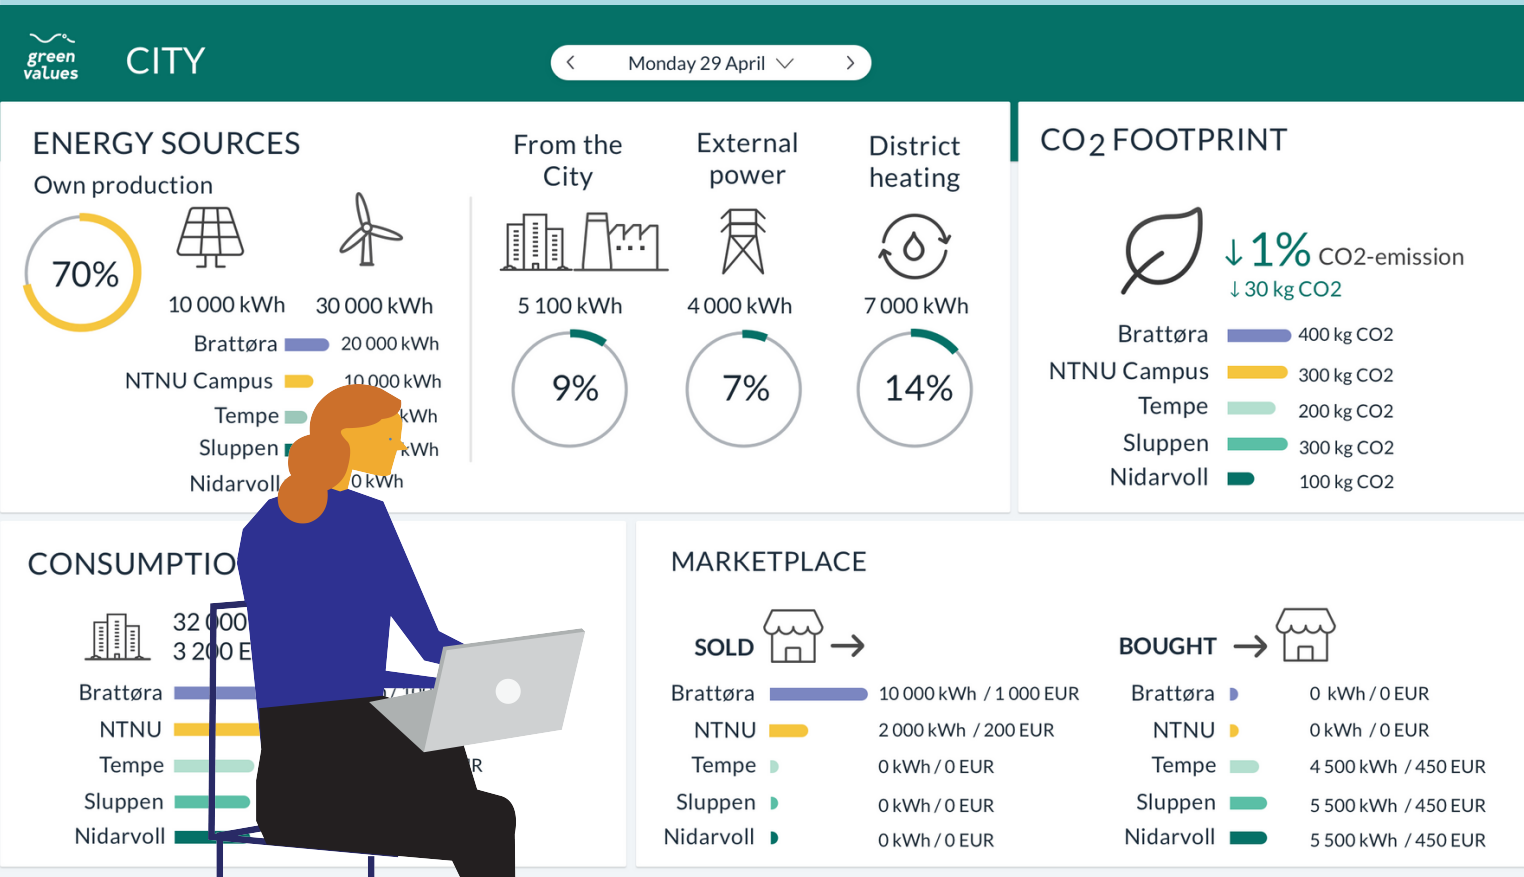 green
values
CITY
Monday 29 April
ENERGY SOURCES
Own production
70%
10 000 kWh
30 000 kWh
Brattøra 20 000 kWh
NTNU Campus 10 000 kWh
Tempe kWh
Sluppen kWh
Nidarvoll 0 kWh
From the
City
5 100 kWh
9%
External
power
4 000 kWh
7%
District
heating
7 000 kWh
14%
CO2 FOOTPRINT
↓1% CO2-emission
↓30 kg CO2
Brattøra 400 kg CO2
NTNU Campus 300 kg CO2
Tempe 200 kg CO2
Sluppen 300 kg CO2
Nidarvoll 100 kg CO2
CONSUMPTIO
32 000
3 200 E
Brattøra
NTNU
Tempe
Sluppen
Nidarvoll
MARKETPLACE
SOLD
Brattøra 10 000 kWh / 1 000 EUR
NTNU 2 000 kWh / 200 EUR
Tempe 0 kWh / 0 EUR
Sluppen 0 kWh / 0 EUR
Nidarvoll 0 kWh / 0 EUR
BOUGHT
Brattøra 0 kWh / 0 EUR
NTNU 0 kWh / 0 EUR
Tempe 4 500 kWh / 450 EUR
Sluppen 5 500 kWh / 450 EUR
Nidarvoll 5 500 kWh / 450 EUR